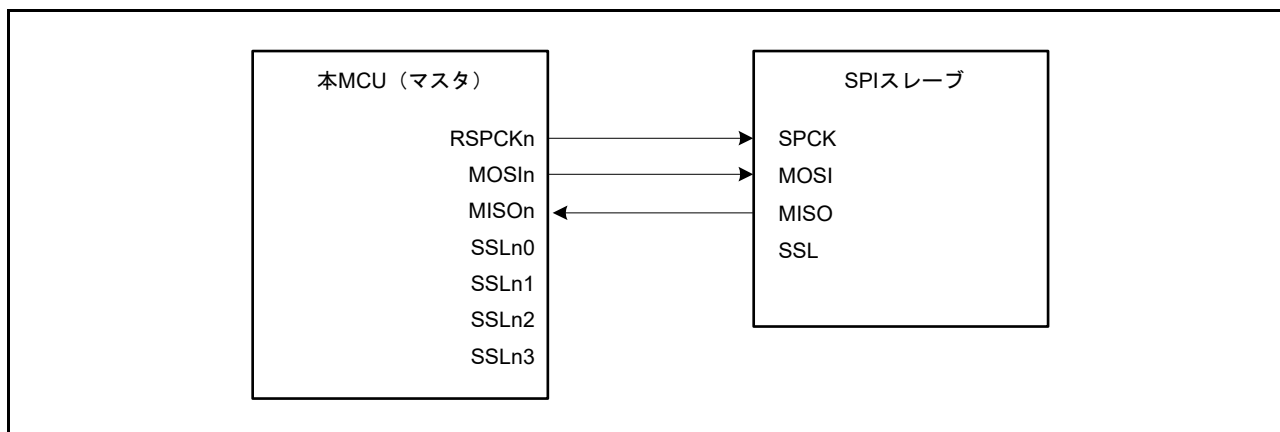 本MCU（マスタ）
RSPCKn
MOSIn
MISOn
SSLn0
SSLn1
SSLn2
SSLn3
SPIスレーブ
SPCK
MOSI
MISO
SSL